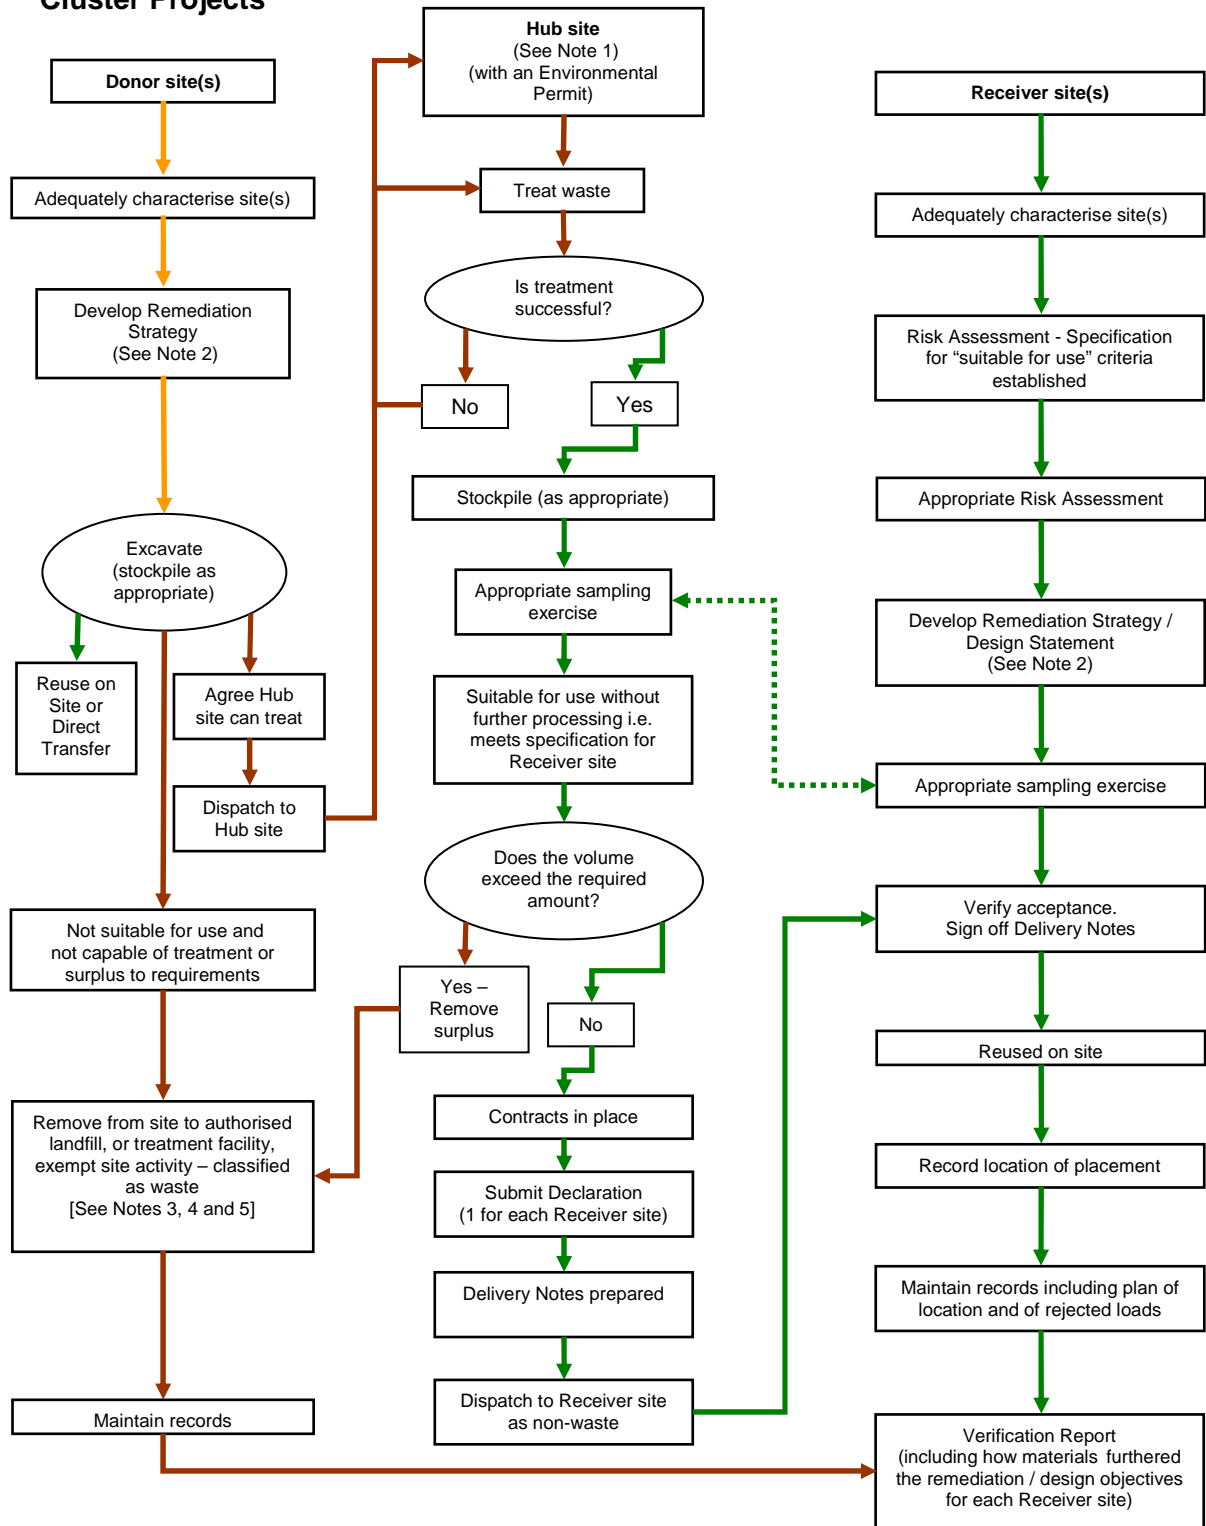 Cluster Projects
Donor site(s)
Adequately characterise site(s)
Develop Remediation
Strategy
(See Note 2)
Excavate
(stockpile as
appropriate)
Reuse on
Site or
Direct
Transfer
Agree Hub
site can treat
Dispatch to
Hub site
Not suitable for use and
not capable of treatment or
surplus to requirements
Remove from site to authorised
landfill, or treatment facility,
exempt site activity – classified
as waste
[See Notes 3, 4 and 5]
Maintain records
Hub site
(See Note 1)
(with an Environmental
Permit)
Treat waste
Is treatment
successful?
No
Yes
Stockpile (as appropriate)
Appropriate sampling
exercise
Suitable for use without
further processing i.e.
meets specification for
Receiver site
Does the volume
exceed the required
amount?
Yes –
Remove
surplus
No
Contracts in place
Submit Declaration
(1 for each Receiver site)
Delivery Notes prepared
Dispatch to Receiver site
as non-waste
Receiver site(s)
Adequately characterise site(s)
Risk Assessment - Specification
for “suitable for use” criteria
established
Appropriate Risk Assessment
Develop Remediation Strategy /
Design Statement
(See Note 2)
Appropriate sampling exercise
Verify acceptance.
Sign off Delivery Notes
Reused on site
Record location of placement
Maintain records including plan of
location and of rejected loads
Verification Report
(including how materials furthered
the remediation / design objectives
for each Receiver site)